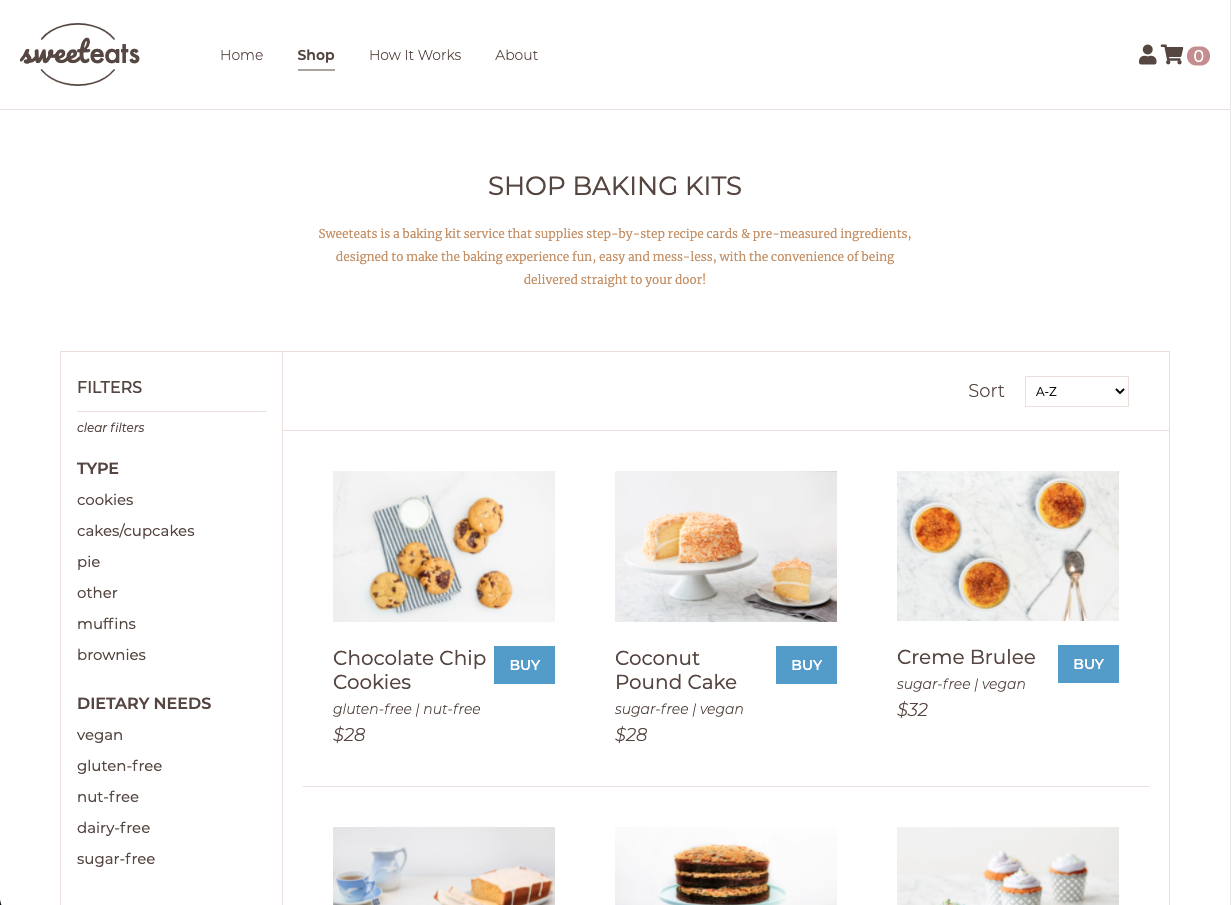 sweeteats
Home
Shop
How It Works
About
0
SHOP BAKING KITS
Sweeteats is a baking kit service that supplies step-by-step recipe cards & pre-measured ingredients,
designed to make the baking experience fun, easy and mess-less, with the convenience of being
delivered straight to your door!
FILTERS
clear filters
TYPE
cookies
cakes/cupcakes
pie
other
muffins
brownies
DIETARY NEEDS
vegan
gluten-free
nut-free
dairy-free
sugar-free
Sort
A-Z
Chocolate Chip
Cookies
BUY
gluten-free | nut-free
$28
Coconut
Pound Cake
BUY
sugar-free | vegan
$28
Creme Brulee
BUY
sugar-free | vegan
$32